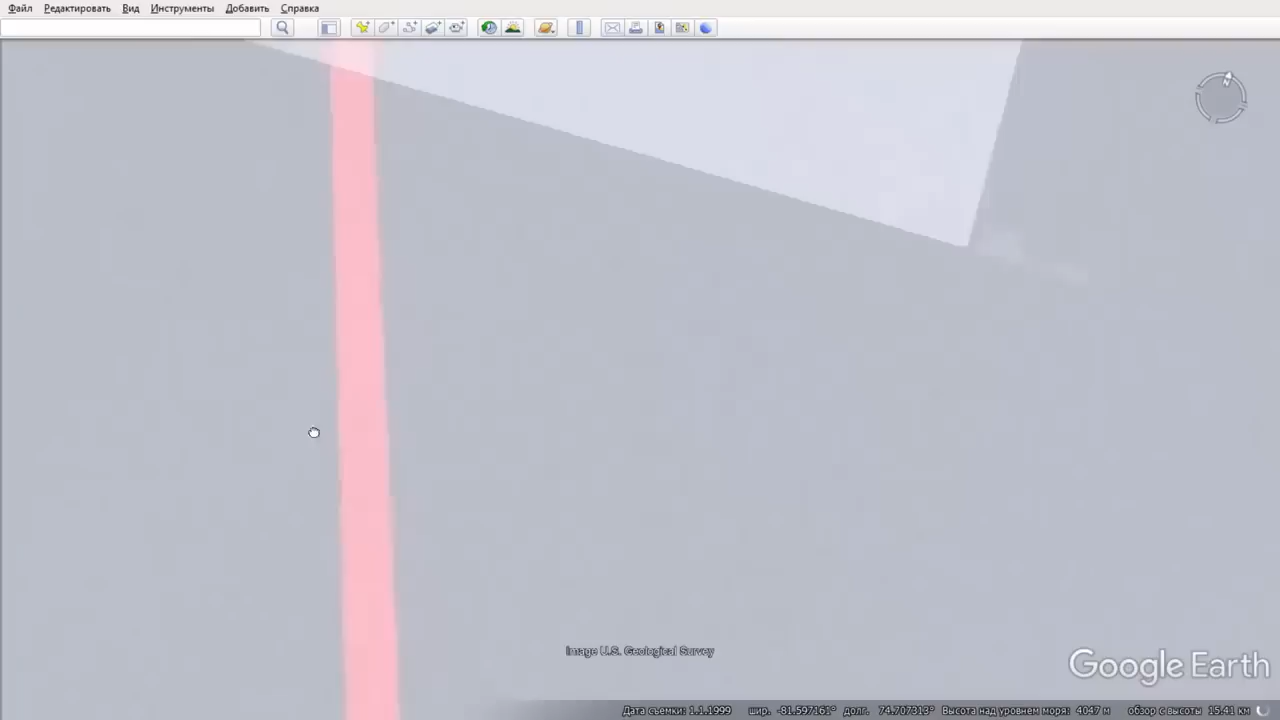 Файл Редактировать Вид Инструменты Добавить Справка
Image U.S. Geological Survey
Google Earth
Дата съемки: 1.1.1999 шир. -81.597161° долг. 74.707313° Высота над уровнем моря: 4047 м обзор с высоты 15.41 км